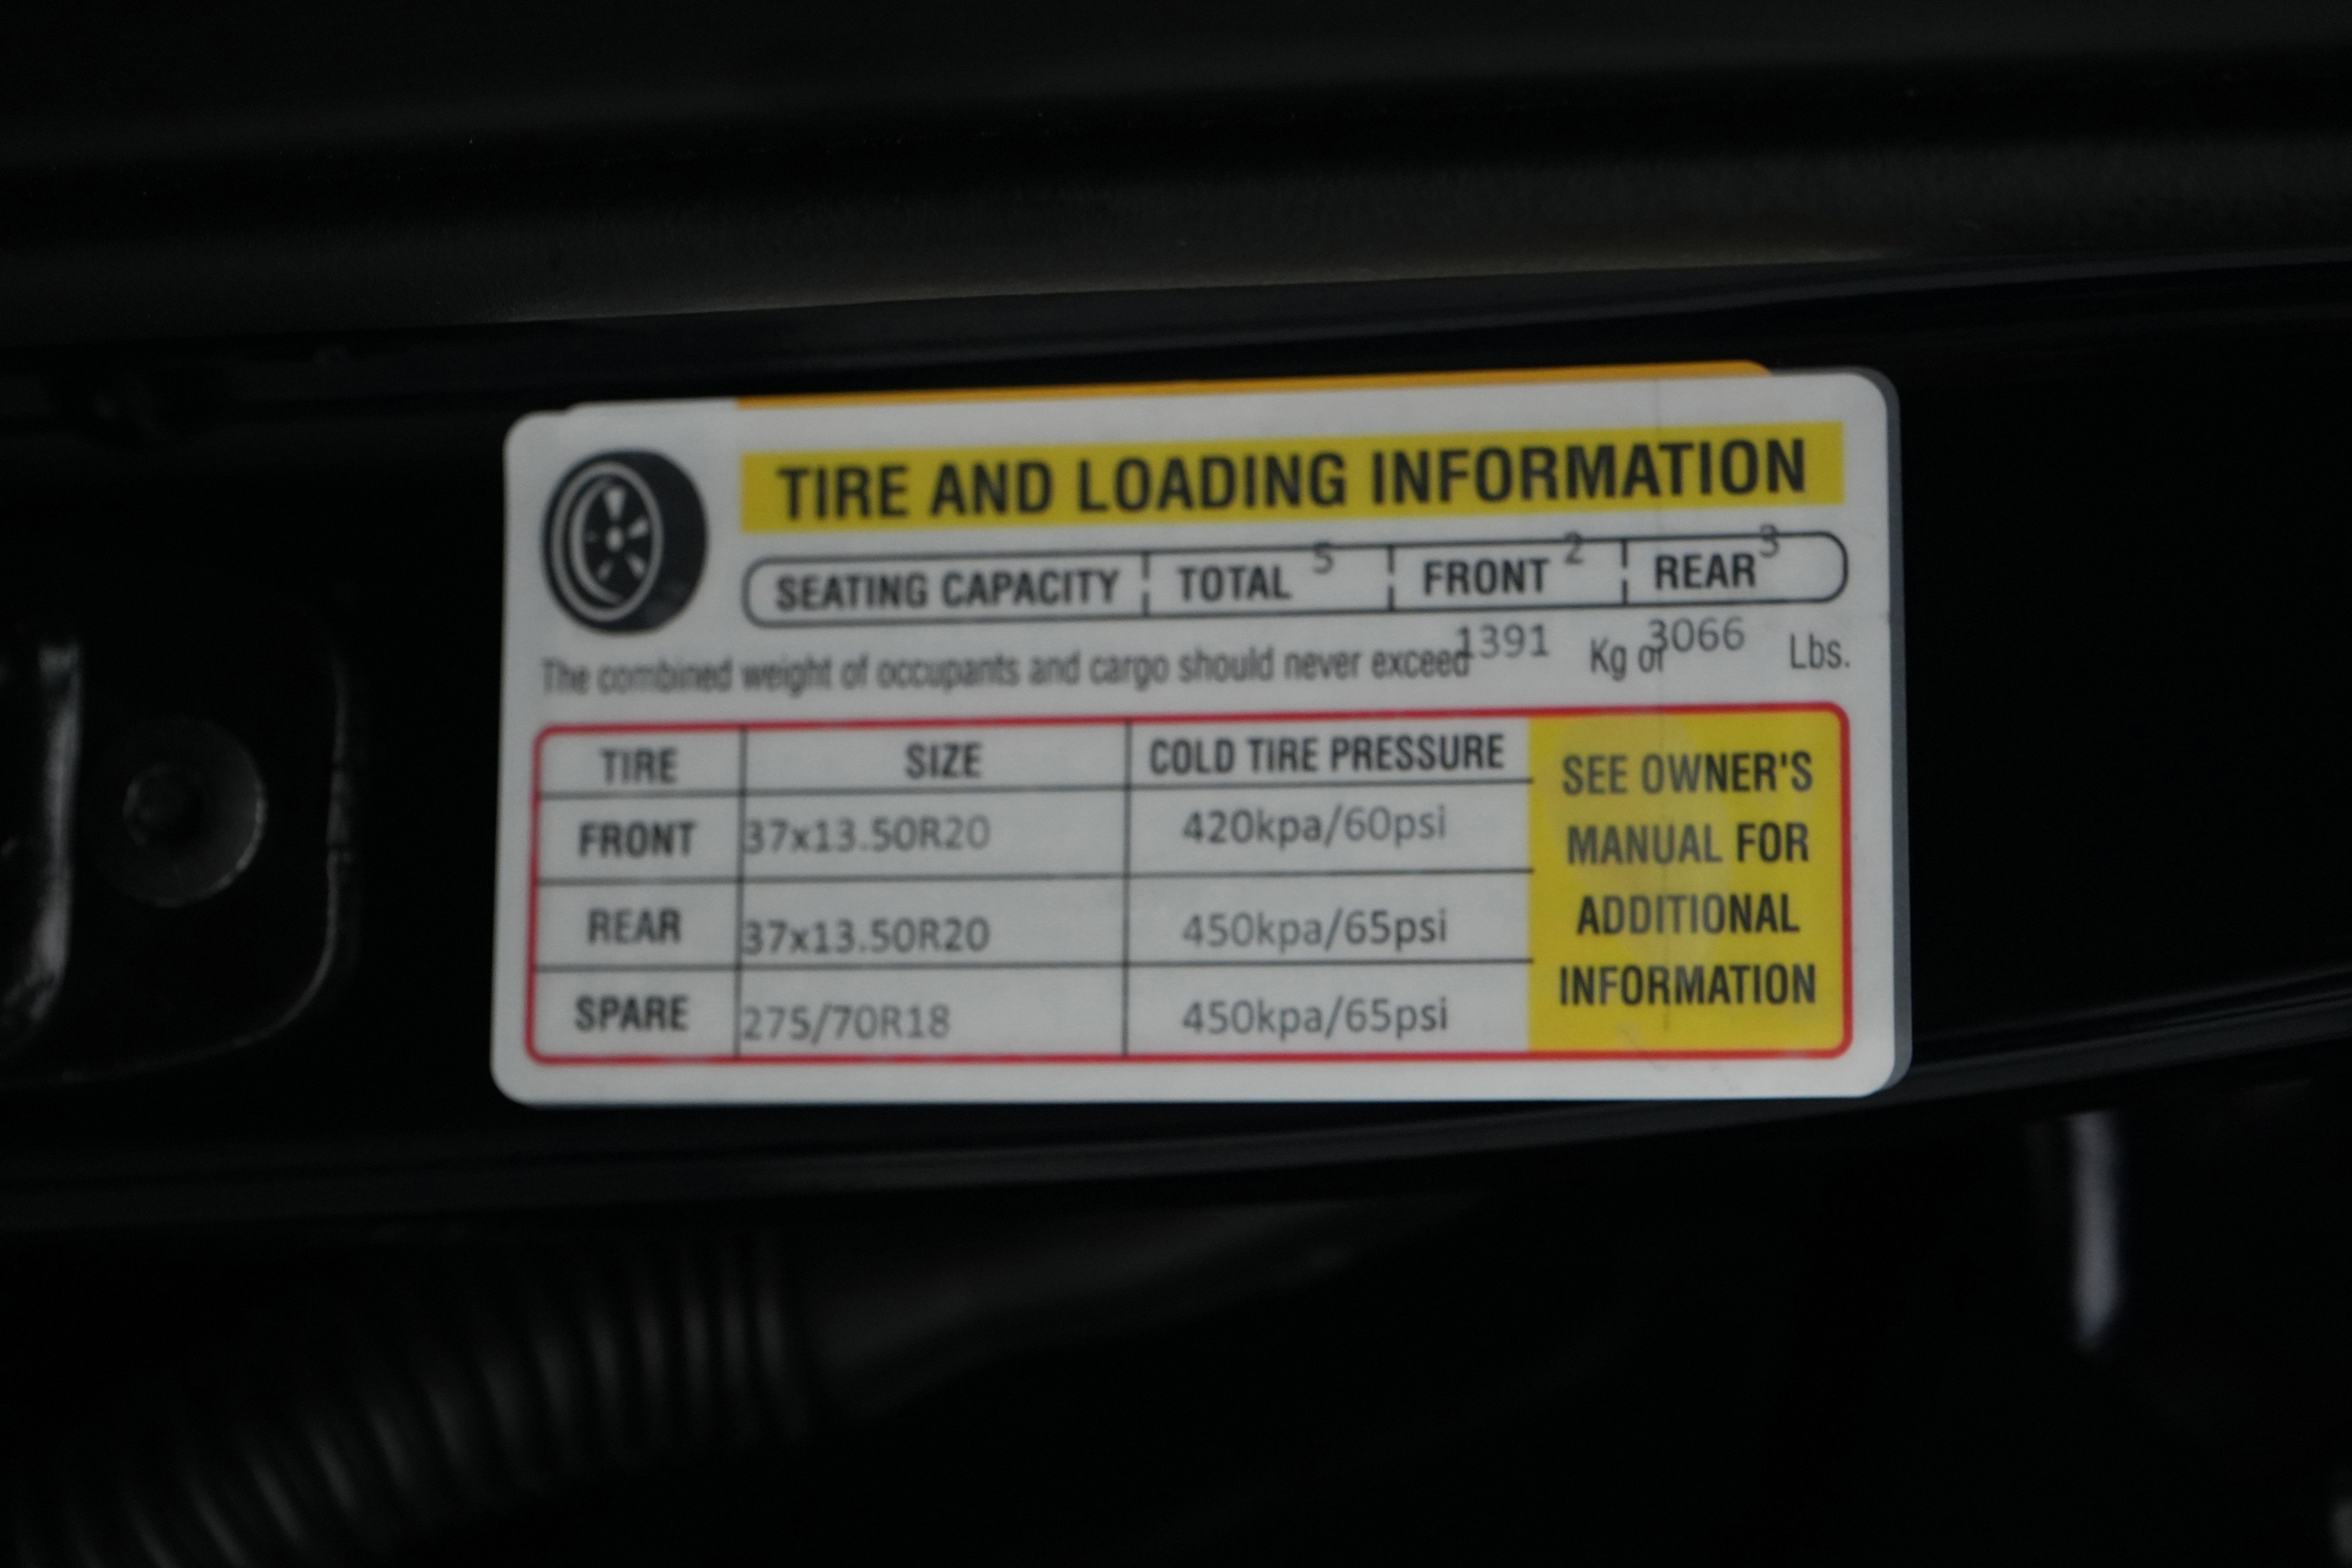 TIRE AND LOADING INFORMATION
SEATING CAPACITY TOTAL 5 FRONT 2 REAR 3
The combined weight of occupants and cargo should never exceed 1391 Kg or 3066 Lbs.
TIRE SIZE COLD TIRE PRESSURE
FRONT 37x13.50R20 420kpa/60psi
REAR 37x13.50R20 450kpa/65psi
SPARE 275/70R18 450kpa/65psi
SEE OWNER'S
MANUAL FOR
ADDITIONAL
INFORMATION